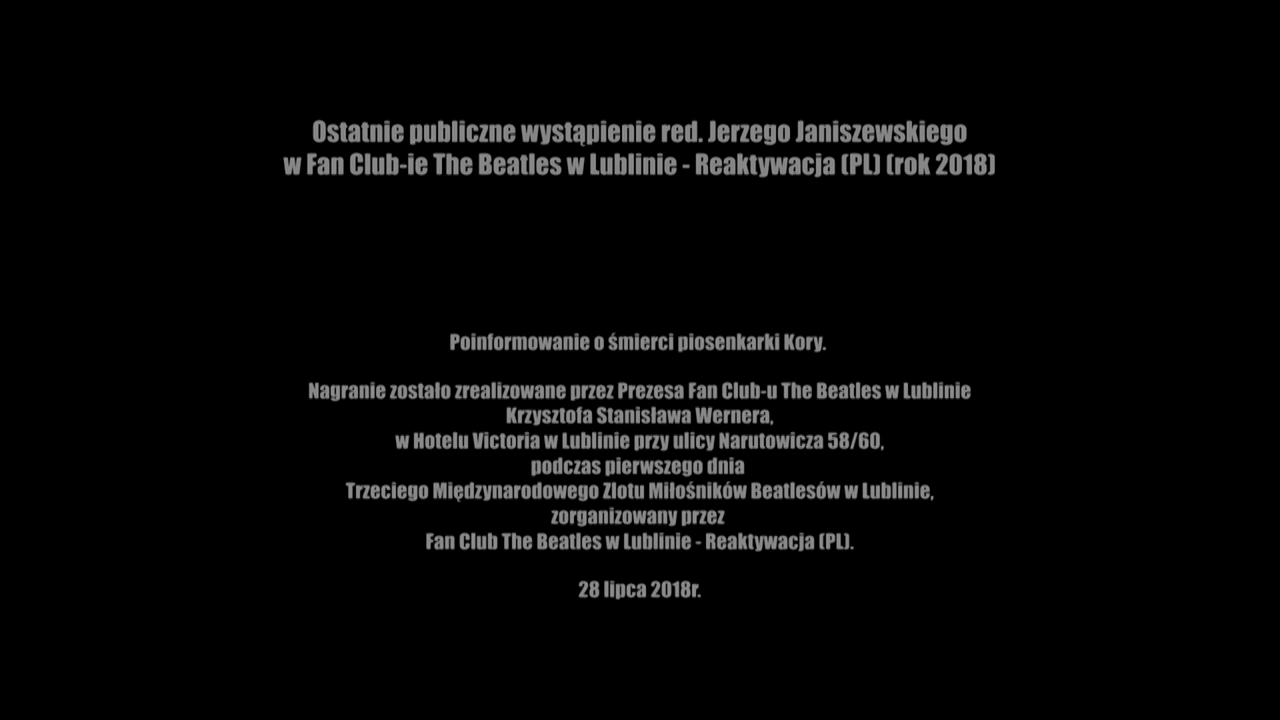 Ostatnie publiczne wystąpienie red. Jerzego Janiszewskiego
w Fan Club-ie The Beatles w Lublinie - Reaktywacja (PL) (rok 2018)
Poinformowanie o śmierci piosenkarki Kory.
Nagranie zostało zrealizowane przez Prezesa Fan Club-u The Beatles w Lublinie
Krzysztofa Stanisława Wernera,
w Hotelu Victoria w Lublinie przy ulicy Narutowicza 58/60,
podczas pierwszego dnia
Trzeciego Międzynarodowego Zlotu Miłośników Beatlesów w Lublinie,
zorganizowany przez
Fan Club The Beatles w Lublinie - Reaktywacja (PL).
28 lipca 2018r.